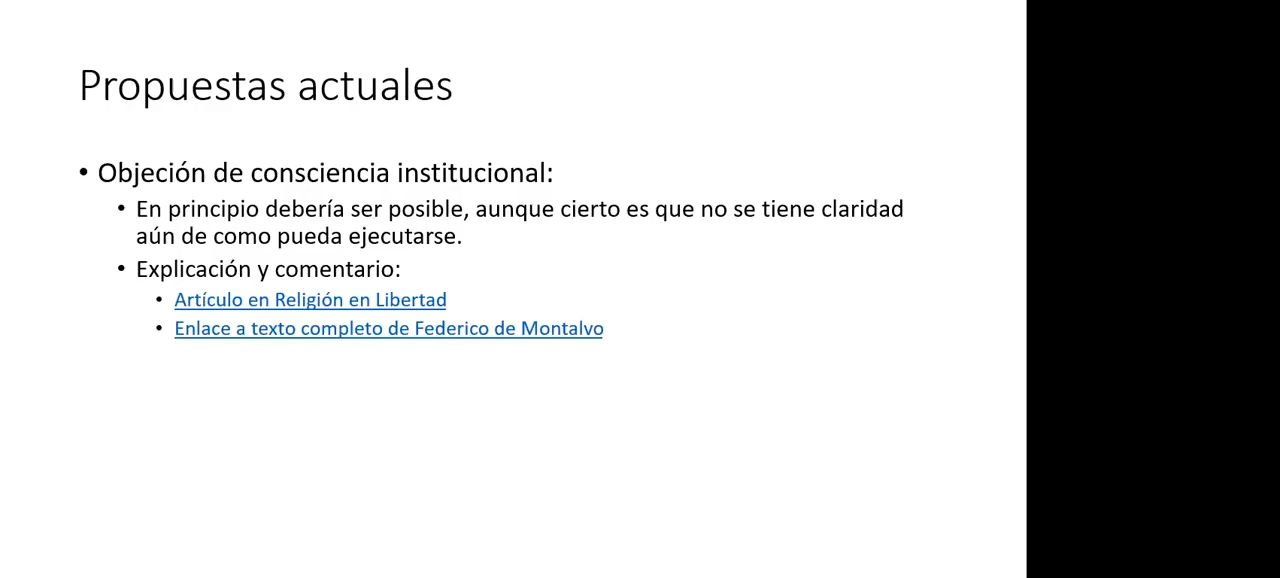 Propuestas actuales
• Objeción de consciencia institucional:
• En principio debería ser posible, aunque cierto es que no se tiene claridad
aún de como pueda ejecutarse.
• Explicación y comentario:
• Artículo en Religión en Libertad
• Enlace a texto completo de Federico de Montalvo